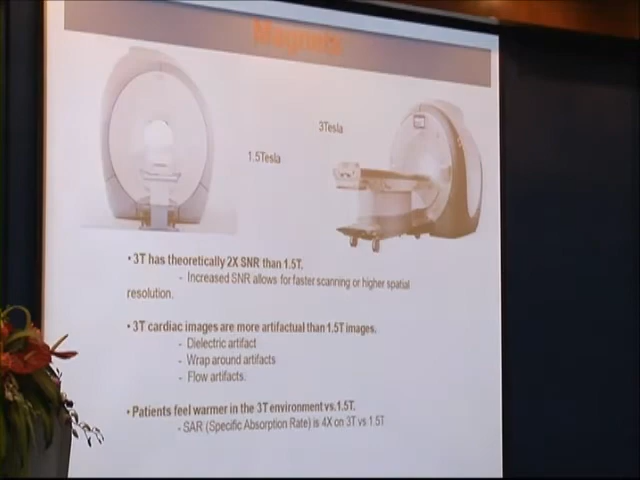 Magnets
3Tesla
1.5Tesla
• 3T has theoretically 2X SNR than 1.5T.
- Increased SNR allows for faster scanning or higher spatial
resolution.
• 3T cardiac images are more artifactual than 1.5T images.
- Dielectric artifact
- Wrap around artifacts
- Flow artifacts.
• Patients feel warmer in the 3T environment vs.1.5T.
- SAR (Specific Absorption Rate) is 4X on 3T vs 1.5T